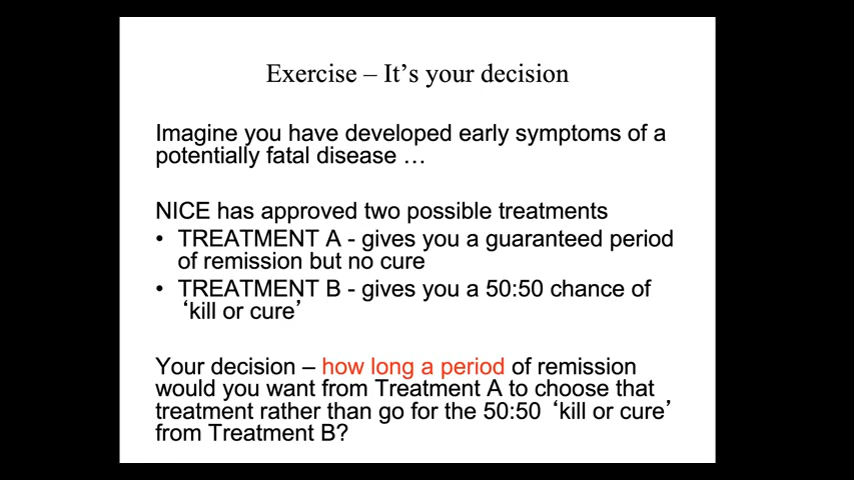 Exercise – It’s your decision
Imagine you have developed early symptoms of a
potentially fatal disease …
NICE has approved two possible treatments
• TREATMENT A - gives you a guaranteed period
of remission but no cure
• TREATMENT B - gives you a 50:50 chance of
‘kill or cure’
Your decision – how long a period of remission
would you want from Treatment A to choose that
treatment rather than go for the 50:50 ‘kill or cure’
from Treatment B?